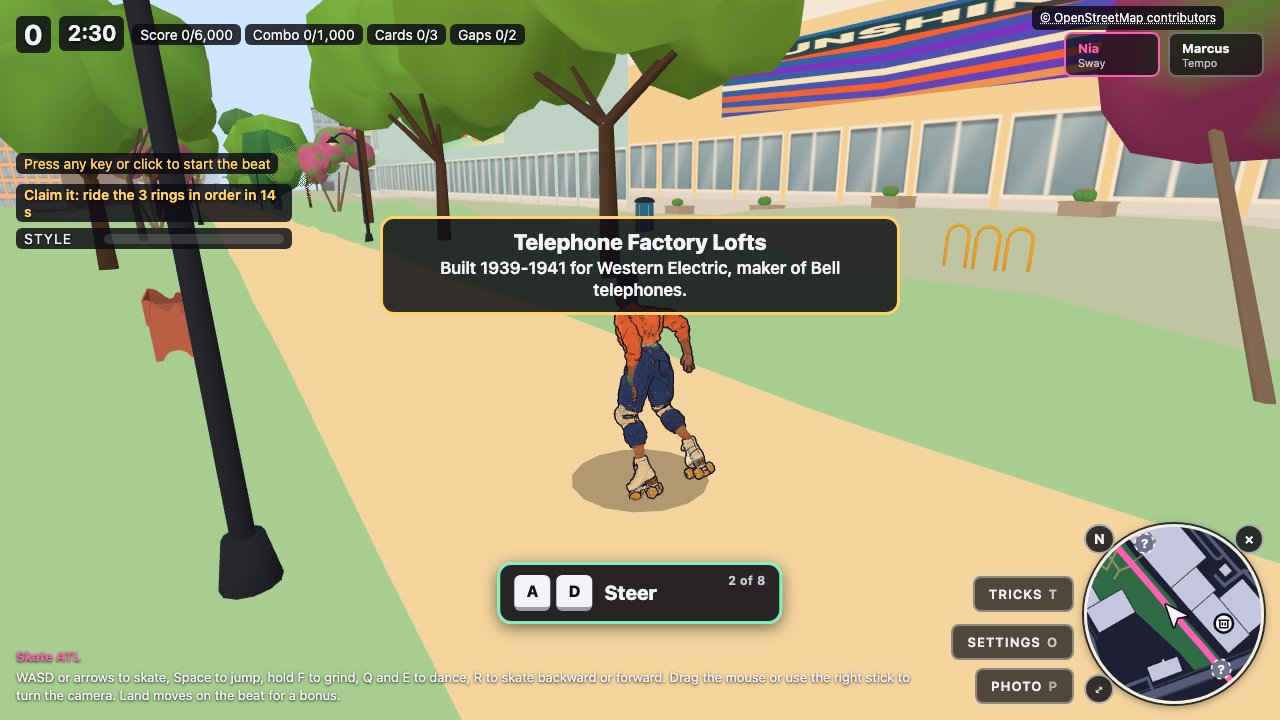 0
2:30
Score 0/6,000
Combo 0/1,000
Cards 0/3
Gaps 0/2
© OpenStreetMap contributors
Nia
Sway
Marcus
Tempo
UNSHI
Press any key or click to start the beat
Claim it: ride the 3 rings in order in 14
s
STYLE
Telephone Factory Lofts
Built 1939-1941 for Western Electric, maker of Bell
telephones.
A D Steer
2 of 8
N
×
?
?
TRICKS T
SETTINGS O
PHOTO P
Skate ATL
WASD or arrows to skate, Space to jump, hold F to grind, Q and E to dance, R to skate backward or forward. Drag the mouse or use the right stick to
turn the camera. Land moves on the beat for a bonus.